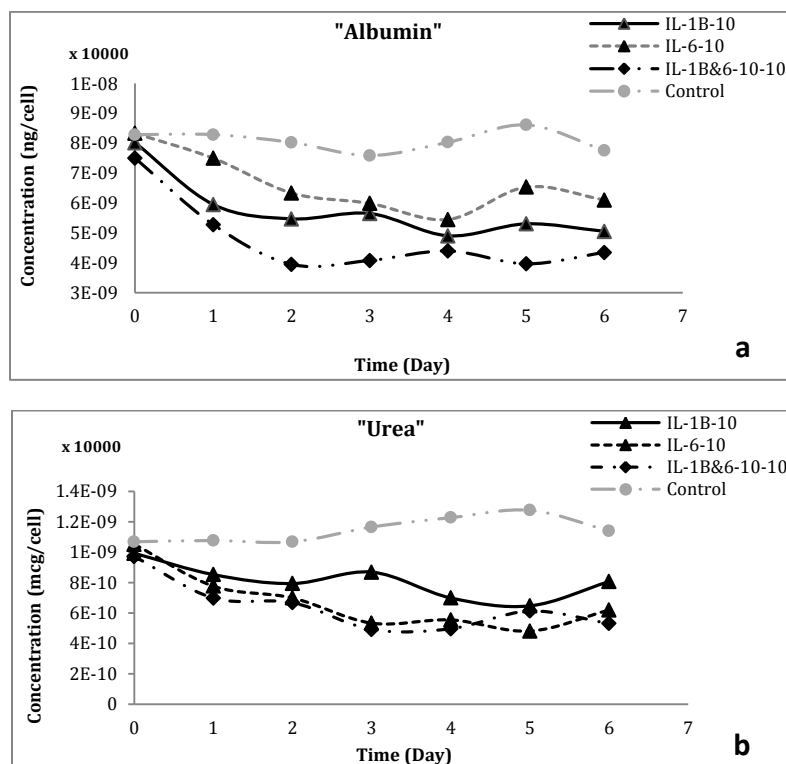 "Albumin"
x 10000
IL-1B-10
IL-6-10
IL-1B&6-10-10
Control
Concentration (ng/cell)
1E-08
9E-09
8E-09
7E-09
6E-09
5E-09
4E-09
3E-09
0 1 2 3 4 5 6 7
Time (Day)
a
"Urea"
x 10000
IL-1B-10
IL-6-10
IL-1B&6-10-10
Control
Concentration (mcg/cell)
1.4E-09
1.2E-09
1E-09
8E-10
6E-10
4E-10
2E-10
0
0 1 2 3 4 5 6 7
Time (Day)
b